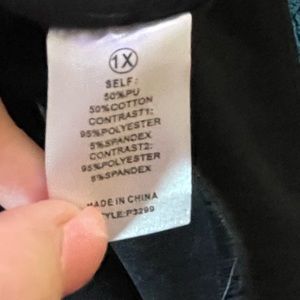 1X
SELF:
50%PU
50%COTTON
CONTRAST1:
95%POLYESTER
5%SPANDEX
CONTRAST2:
95%POLYESTER
5%SPANDEX
MADE IN CHINA
STYLE:P3299